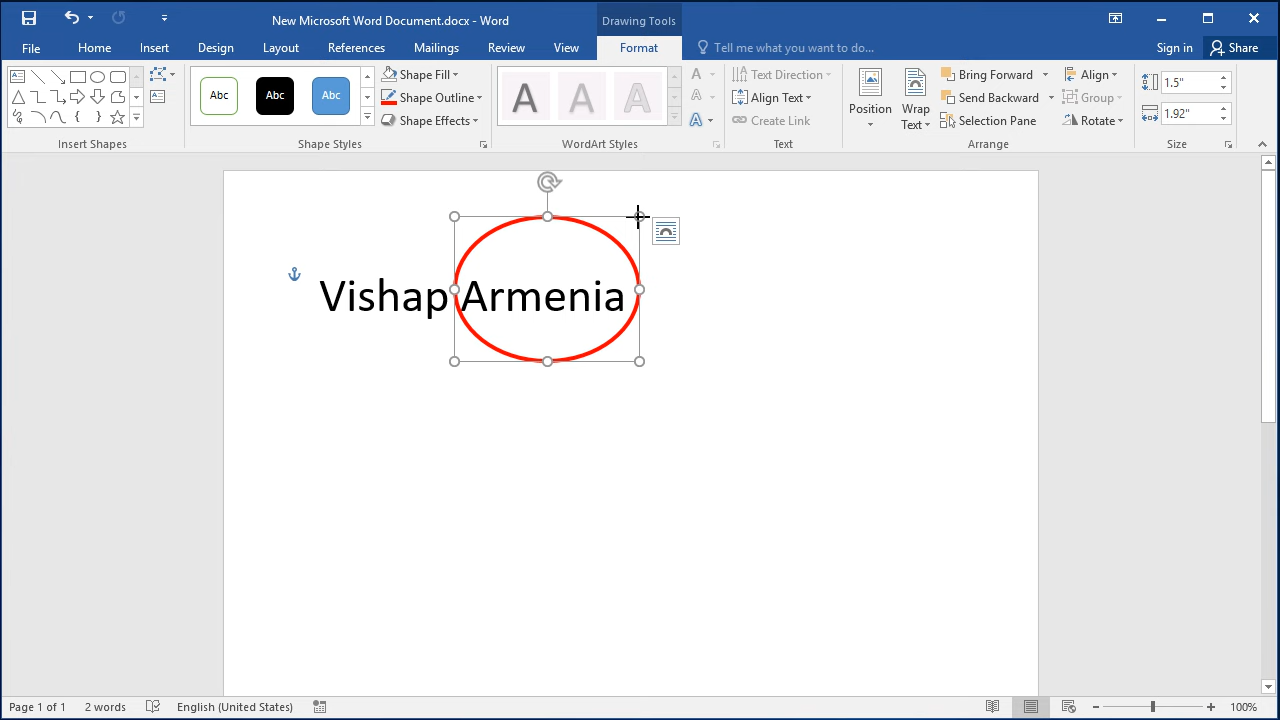 New Microsoft Word Document.docx - Word
Drawing Tools
File
Home
Insert
Design
Layout
References
Mailings
Review
View
Format
Tell me what you want to do...
Sign in
Share
Abc
Abc
Abc
Shape Fill
Shape Outline
Shape Effects
A
A
A
A
A
A
Text Direction
Align Text
Create Link
Position
Wrap
Text
Bring Forward
Send Backward
Selection Pane
Align
Group
Rotate
1.5"
1.92"
Insert Shapes
Shape Styles
WordArt Styles
Text
Arrange
Size
Vishap Armenia
Page 1 of 1
2 words
English (United States)
100%